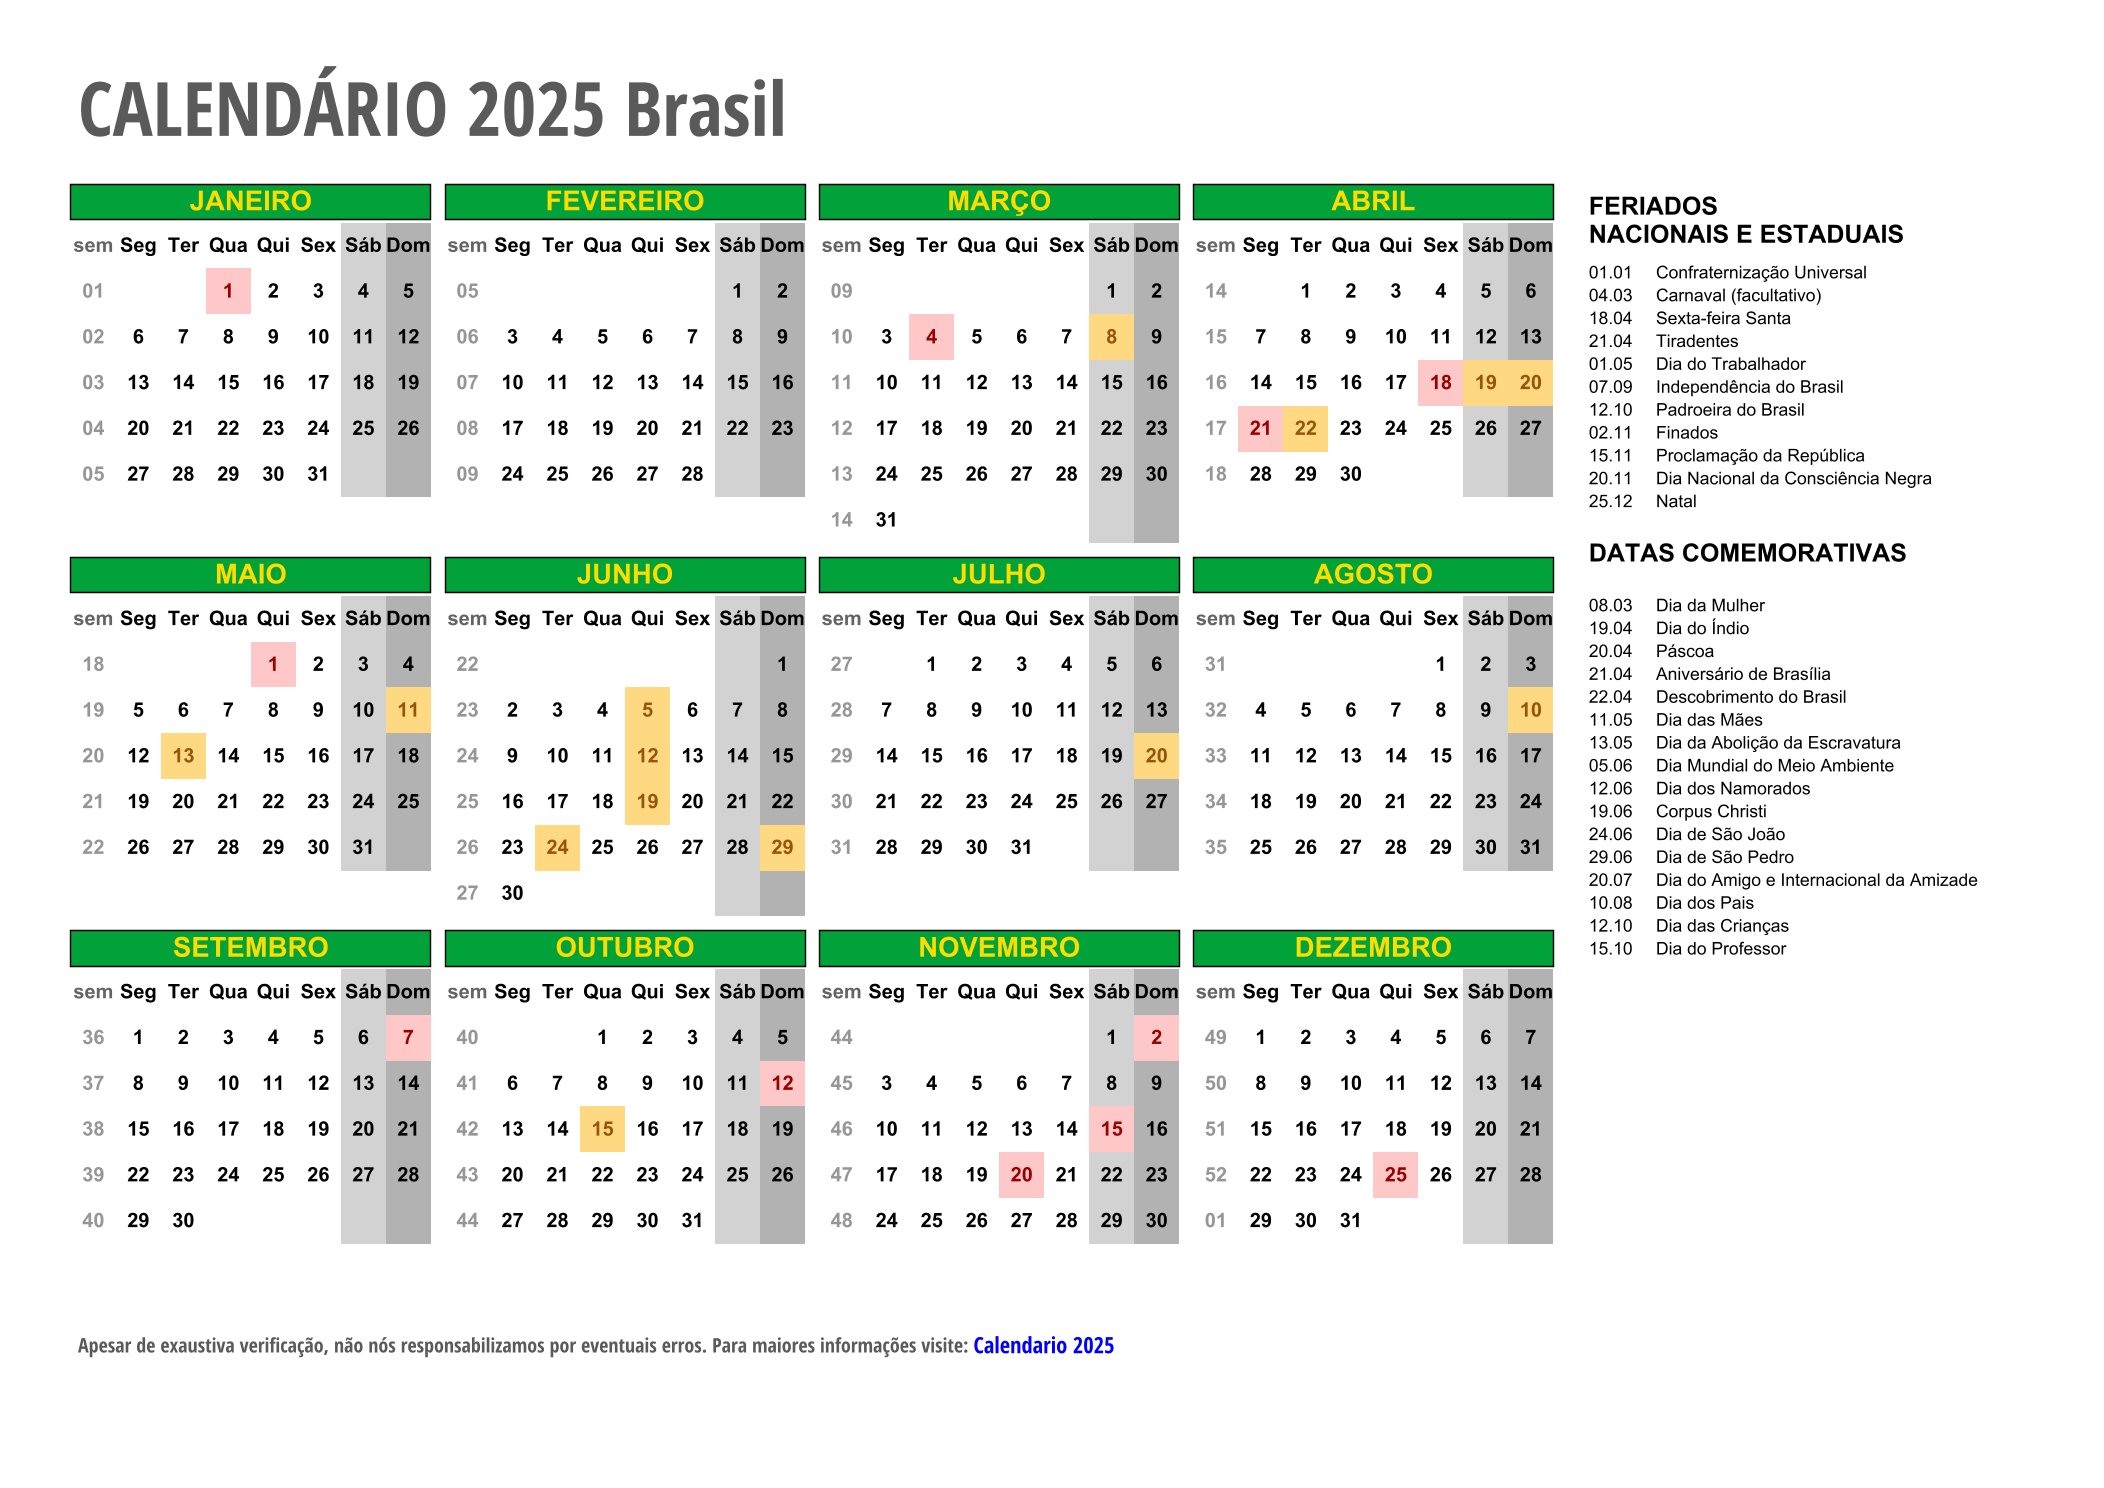 CALENDÁRIO 2025 Brasil
JANEIRO
sem Seg Ter Qua Qui Sex Sáb Dom
01 1 2 3 4 5
02 6 7 8 9 10 11 12
03 13 14 15 16 17 18 19
04 20 21 22 23 24 25 26
05 27 28 29 30 31
FEVEREIRO
sem Seg Ter Qua Qui Sex Sáb Dom
05 1 2
06 3 4 5 6 7 8 9
07 10 11 12 13 14 15 16
08 17 18 19 20 21 22 23
09 24 25 26 27 28
MARÇO
sem Seg Ter Qua Qui Sex Sáb Dom
09 1 2
10 3 4 5 6 7 8 9
11 10 11 12 13 14 15 16
12 17 18 19 20 21 22 23
13 24 25 26 27 28 29 30
14 31
ABRIL
sem Seg Ter Qua Qui Sex Sáb Dom
14 1 2 3 4 5 6
15 7 8 9 10 11 12 13
16 14 15 16 17 18 19 20
17 21 22 23 24 25 26 27
18 28 29 30
MAIO
sem Seg Ter Qua Qui Sex Sáb Dom
18 1 2 3 4
19 5 6 7 8 9 10 11
20 12 13 14 15 16 17 18
21 19 20 21 22 23 24 25
22 26 27 28 29 30 31
JUNHO
sem Seg Ter Qua Qui Sex Sáb Dom
22 1
23 2 3 4 5 6 7 8
24 9 10 11 12 13 14 15
25 16 17 18 19 20 21 22
26 23 24 25 26 27 28 29
27 30
JULHO
sem Seg Ter Qua Qui Sex Sáb Dom
27 1 2 3 4 5 6
28 7 8 9 10 11 12 13
29 14 15 16 17 18 19 20
30 21 22 23 24 25 26 27
31 28 29 30 31
AGOSTO
sem Seg Ter Qua Qui Sex Sáb Dom
31 1 2 3
32 4 5 6 7 8 9 10
33 11 12 13 14 15 16 17
34 18 19 20 21 22 23 24
35 25 26 27 28 29 30 31
SETEMBRO
sem Seg Ter Qua Qui Sex Sáb Dom
36 1 2 3 4 5 6 7
37 8 9 10 11 12 13 14
38 15 16 17 18 19 20 21
39 22 23 24 25 26 27 28
40 29 30
OUTUBRO
sem Seg Ter Qua Qui Sex Sáb Dom
40 1 2 3 4 5
41 6 7 8 9 10 11 12
42 13 14 15 16 17 18 19
43 20 21 22 23 24 25 26
44 27 28 29 30 31
NOVEMBRO
sem Seg Ter Qua Qui Sex Sáb Dom
44 1 2
45 3 4 5 6 7 8 9
46 10 11 12 13 14 15 16
47 17 18 19 20 21 22 23
48 24 25 26 27 28 29 30
DEZEMBRO
sem Seg Ter Qua Qui Sex Sáb Dom
49 1 2 3 4 5 6 7
50 8 9 10 11 12 13 14
51 15 16 17 18 19 20 21
52 22 23 24 25 26 27 28
01 29 30 31
FERIADOS
NACIONAIS E ESTADUAIS
01.01 Confraternização Universal
04.03 Carnaval (facultativo)
18.04 Sexta-feira Santa
21.04 Tiradentes
01.05 Dia do Trabalhador
07.09 Independência do Brasil
12.10 Padroeira do Brasil
02.11 Finados
15.11 Proclamação da República
20.11 Dia Nacional da Consciência Negra
25.12 Natal
DATAS COMEMORATIVAS
08.03 Dia da Mulher
19.04 Dia do Índio
20.04 Páscoa
21.04 Aniversário de Brasília
22.04 Descobrimento do Brasil
11.05 Dia das Mães
13.05 Dia da Abolição da Escravatura
05.06 Dia Mundial do Meio Ambiente
12.06 Dia dos Namorados
19.06 Corpus Christi
24.06 Dia de São João
29.06 Dia de São Pedro
20.07 Dia do Amigo e Internacional da Amizade
10.08 Dia dos Pais
12.10 Dia das Crianças
15.10 Dia do Professor
Apesar de exaustiva verificação, não nós responsabilizamos por eventuais erros. Para maiores informações visite: Calendario 2025